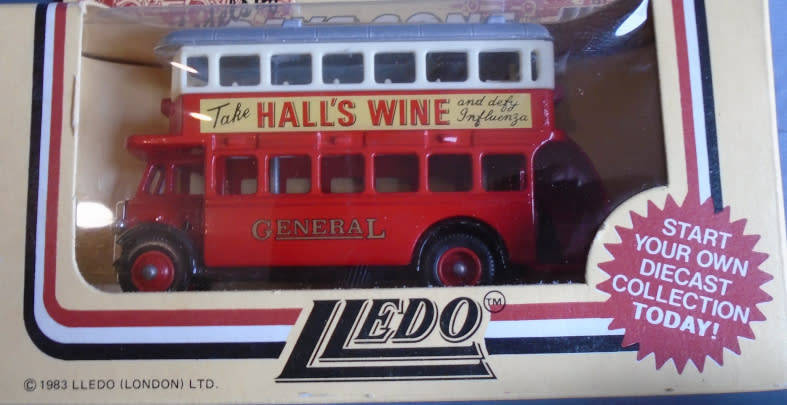 Take HALL'S WINE and defy
Influenza
GENERAL
LLEDO TM
START
YOUR OWN
DIECAST
COLLECTION
TODAY!
© 1983 LLEDO (LONDON) LTD.